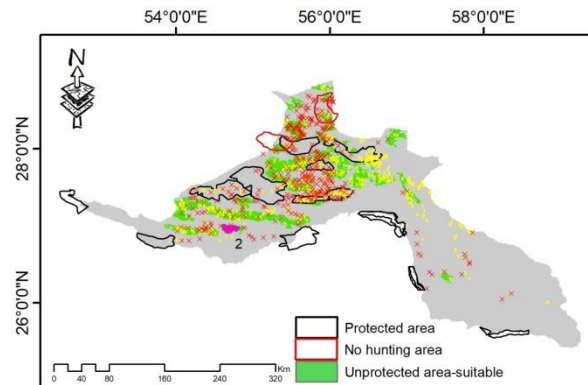 54°0'0"E 56°0'0"E 58°0'0"E
N
28°0'0"N
2
26°0'0"N
Protected area
No hunting area
Km
0 20 40 80 160 240 320
Unprotected area-suitable